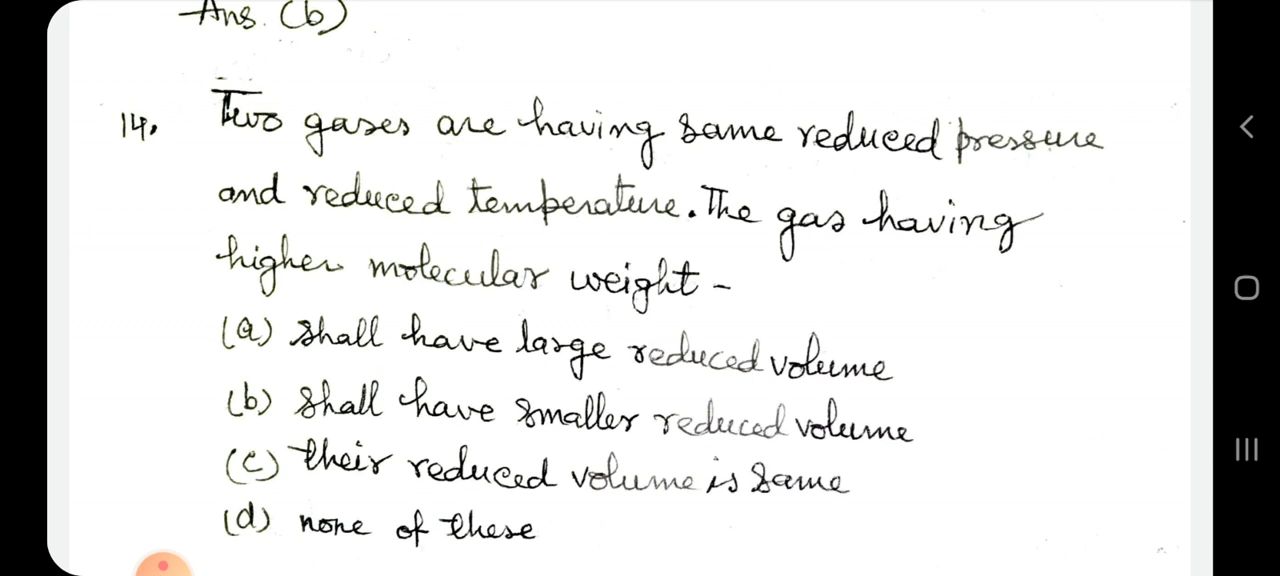 Ans. (b)
14. Two gases are having same reduced pressure
and reduced temperature. The gas having
higher molecular weight -
(a) shall have large reduced volume
(b) shall have smaller reduced volume
(c) their reduced volume is same
(d) none of these